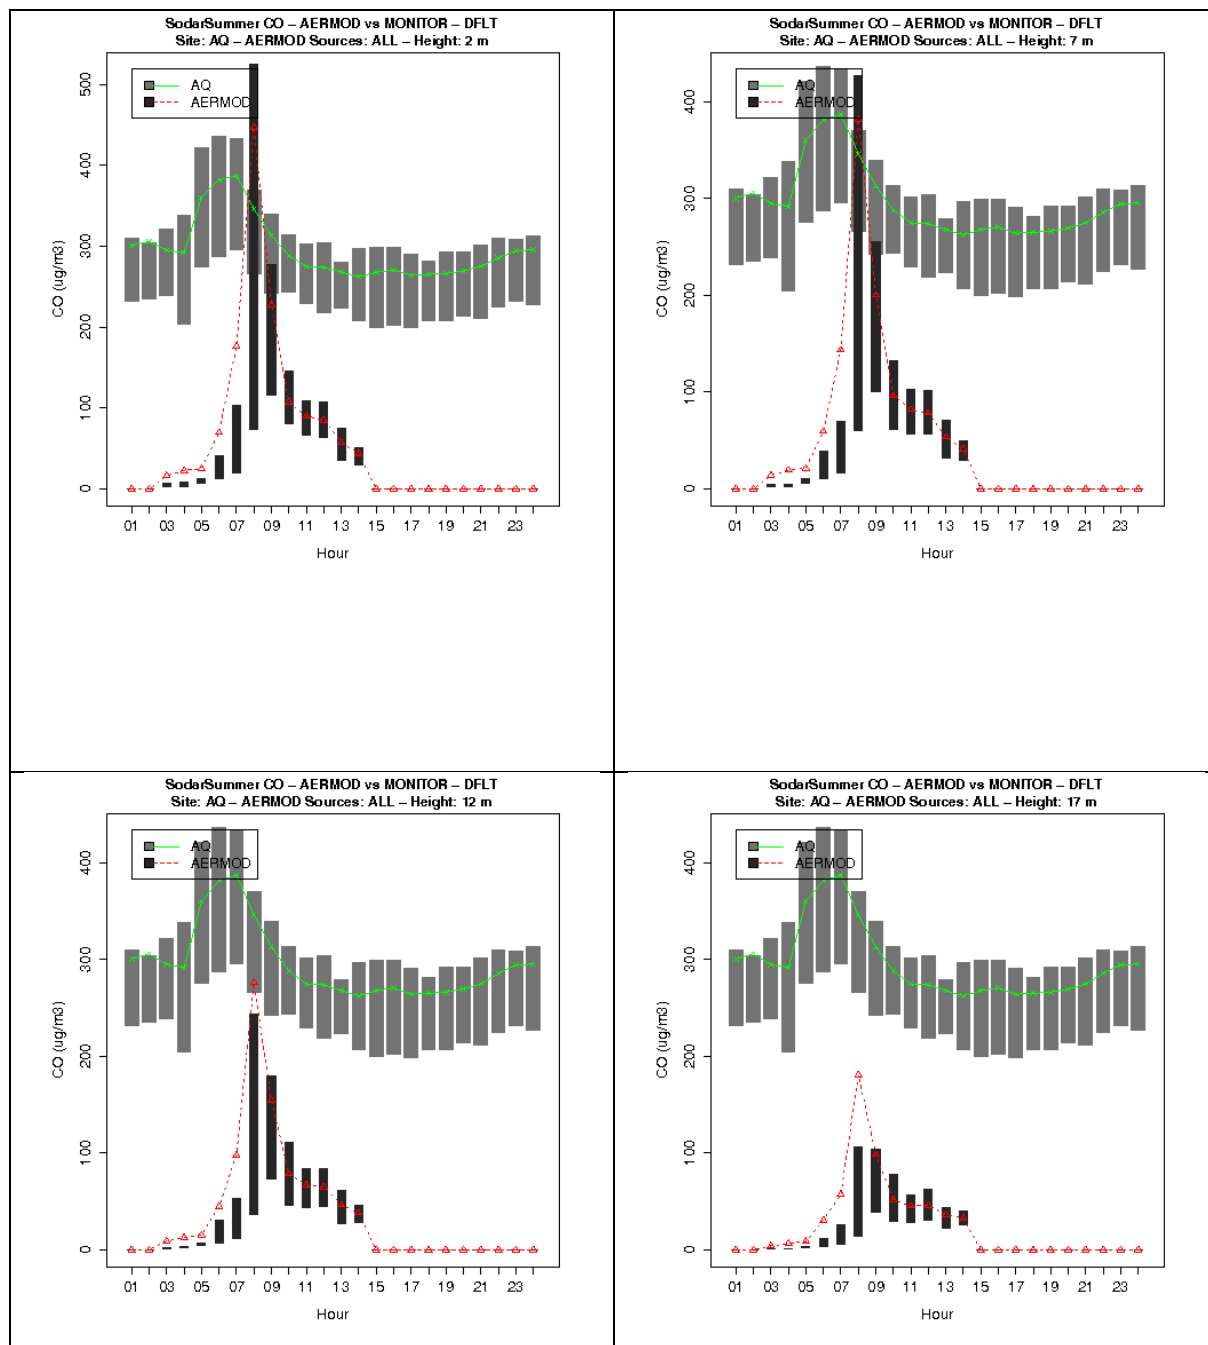 SodarSummer CO – AERMOD vs MONITOR – DFLT
Site: AQ – AERMOD Sources: ALL – Height: 2 m
AQ
AERMOD
CO (ug/m3)
500
400
300
200
100
0
01 03 05 07 09 11 13 15 17 19 21 23
Hour
SodarSummer CO – AERMOD vs MONITOR – DFLT
Site: AQ – AERMOD Sources: ALL – Height: 7 m
AQ
AERMOD
CO (ug/m3)
400
300
200
100
0
01 03 05 07 09 11 13 15 17 19 21 23
Hour
SodarSummer CO – AERMOD vs MONITOR – DFLT
Site: AQ – AERMOD Sources: ALL – Height: 12 m
AQ
AERMOD
CO (ug/m3)
400
300
200
100
0
01 03 05 07 09 11 13 15 17 19 21 23
Hour
SodarSummer CO – AERMOD vs MONITOR – DFLT
Site: AQ – AERMOD Sources: ALL – Height: 17 m
AQ
AERMOD
CO (ug/m3)
400
300
200
100
0
01 03 05 07 09 11 13 15 17 19 21 23
Hour